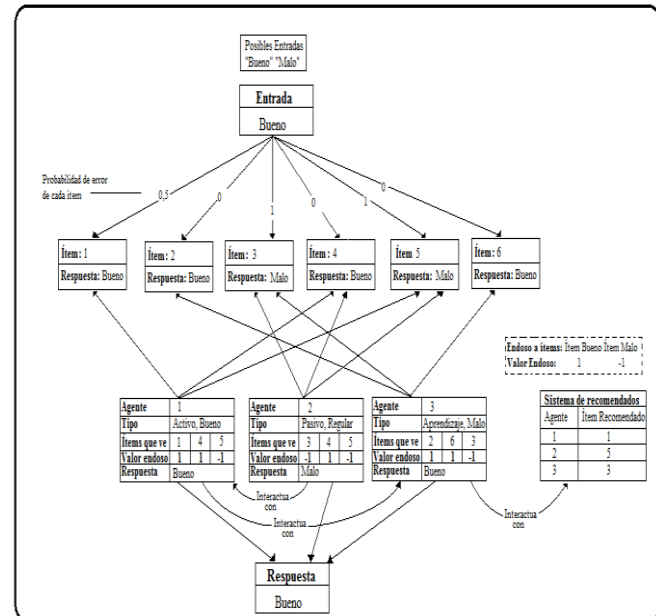 Posibles Entradas
"Bueno" "Malo"
Entrada
Bueno
Probabilidad de error
de cada ítem
0,5
0
1
0
1
0
Ítem: 1
Respuesta: Bueno
Ítem: 2
Respuesta: Bueno
Ítem: 3
Respuesta: Malo
Ítem: 4
Respuesta: Bueno
Ítem 5
Respuesta: Malo
Ítem: 6
Respuesta: Bueno
Endoso a ítems: Ítem Bueno Ítem Malo
Valor Endoso: 1 -1
Agente 1
Tipo Activo, Bueno
Ítems que ve 1 4 5
Valor endoso 1 1 -1
Respuesta Bueno
Agente 2
Tipo Pasivo, Regular
Ítems que ve 3 4 5
Valor endoso -1 1 -1
Respuesta Malo
Agente 3
Tipo Aprendizaje, Malo
Ítems que ve 2 6 3
Valor endoso 1 1 -1
Respuesta Bueno
Sistema de recomendados
Agente Ítem Recomendado
1 1
2 5
3 3
Interactua
con
Interactua
con
Interactua
con
Respuesta
Bueno